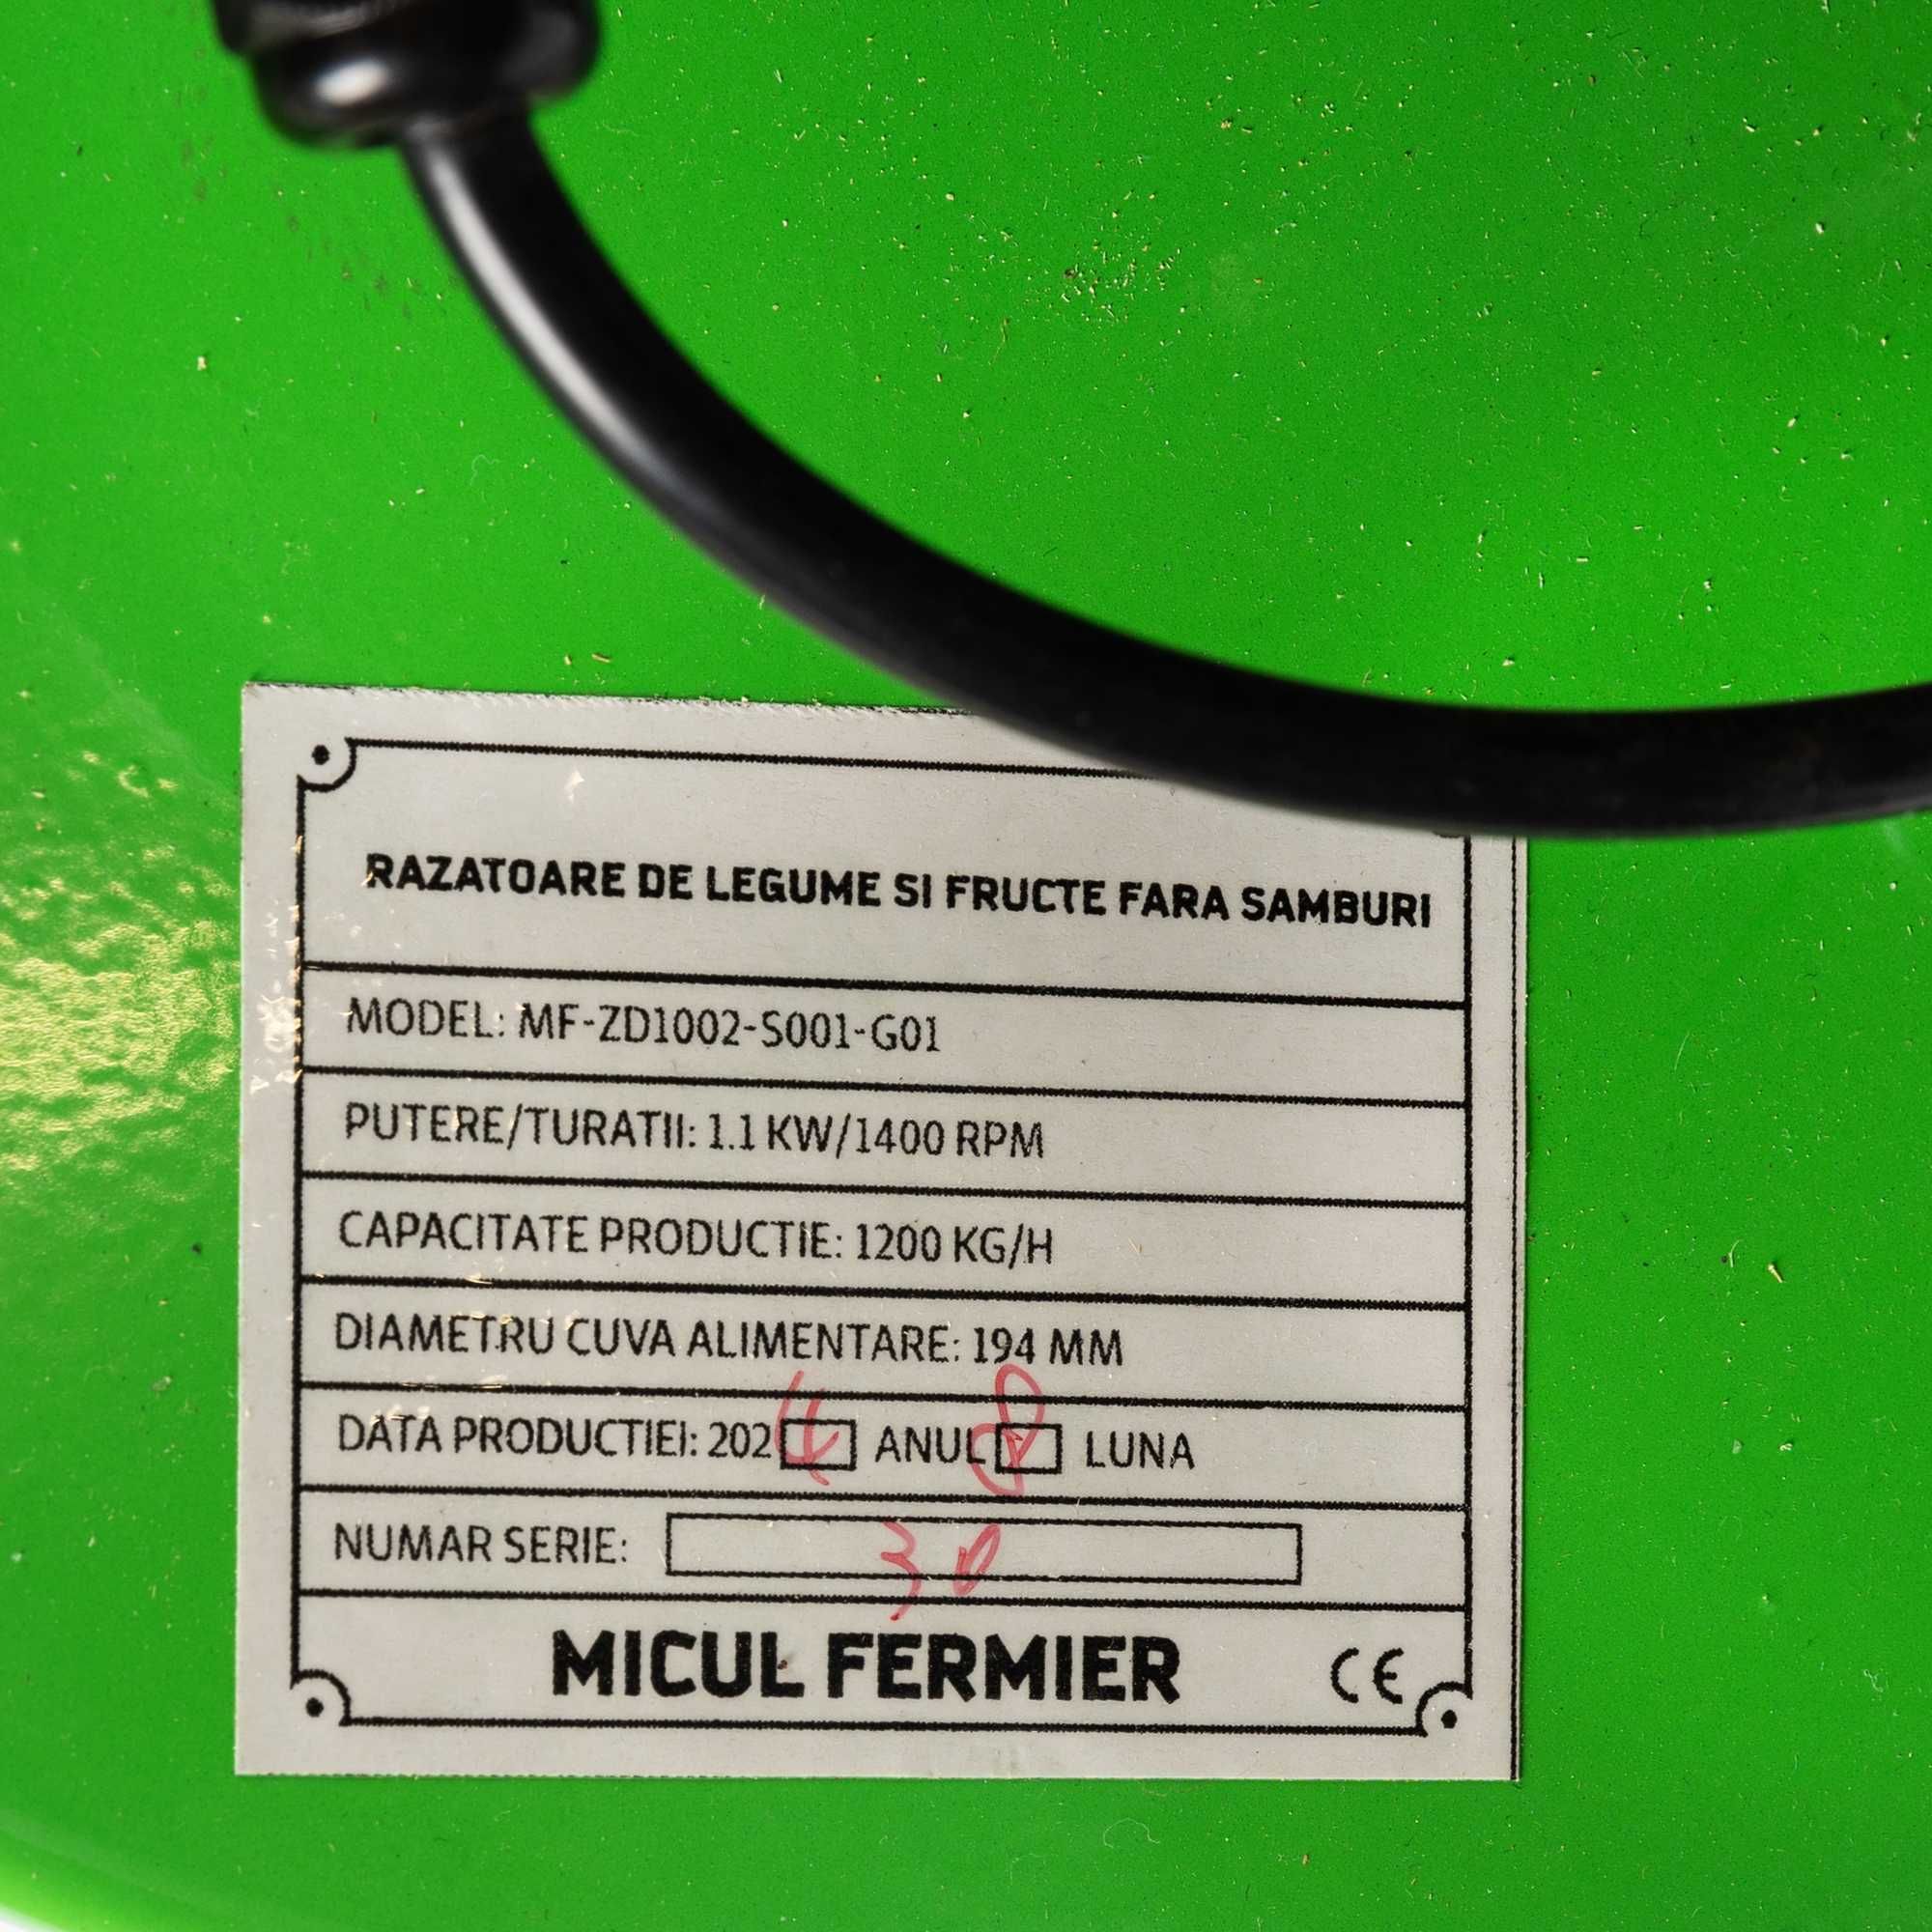 RAZATOARE DE LEGUME SI FRUCTE FARA SAMBURI
MODEL: MF-ZD1002-S001-G01
PUTERE/TURATII: 1.1 KW/1400 RPM
CAPACITATE PRODUCTIE: 1200 KG/H
DIAMETRU CUVA ALIMENTARE: 194 MM
DATA PRODUCTIEI: 2024 ANUL 8 LUNA
NUMAR SERIE: 30
MICUL FERMIER CE